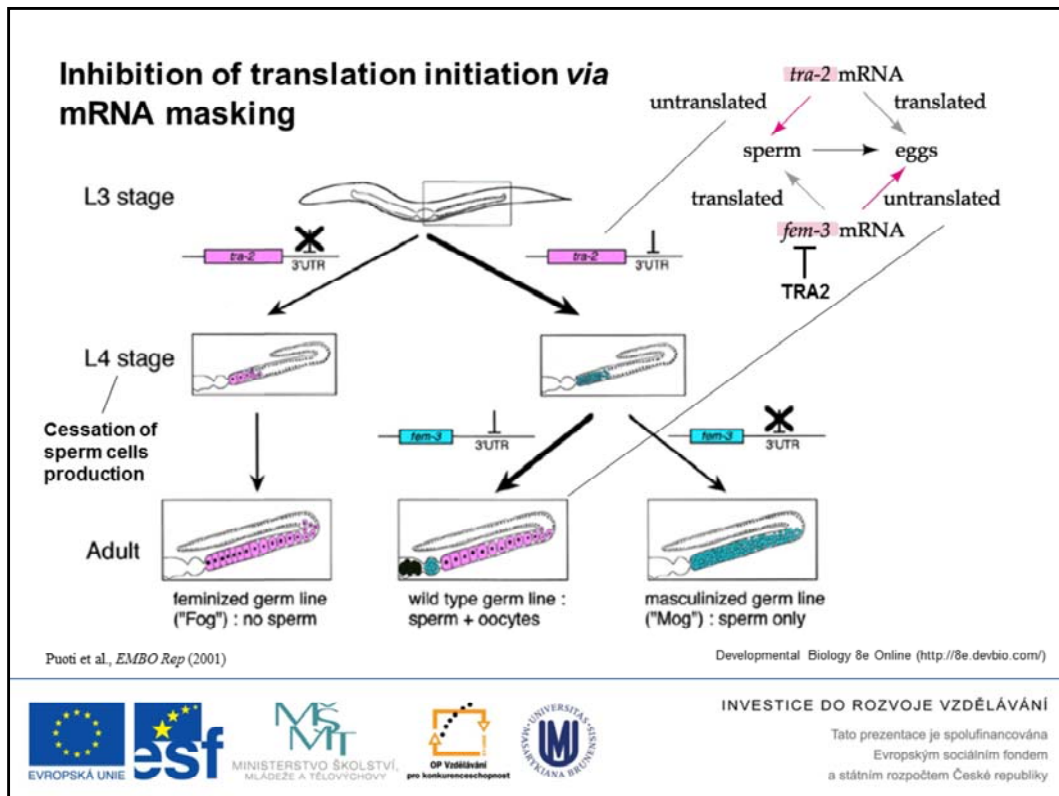 Inhibition of translation initiation via
mRNA masking
tra-2 mRNA
untranslated
translated
sperm
eggs
translated
untranslated
fem-3 mRNA
TRA2
L3 stage
tra-2
3'UTR
tra-2
3'UTR
L4 stage
Cessation of
sperm cells
production
fem-3
3'UTR
fem-3
3'UTR
Adult
feminized germ line
("Fog") : no sperm
wild type germ line :
sperm + oocytes
masculinized germ line
("Mog") : sperm only
Puoti et al., EMBO Rep (2001)
Developmental Biology 8e Online (http://8e.devbio.com/)
EVROPSKÁ UNIE
esf
MŠMT
MINISTERSTVO ŠKOLSTVÍ,
MLÁDEŽE A TĚLOVÝCHOVY
OP Vzdělávání
pro konkurenceschopnost
UNIVERSITAS
MASARYKIANA BRUNENSIS
INVESTICE DO ROZVOJE VZDĚLÁVÁNÍ
Tato prezentace je spolufinancována
Evropským sociálním fondem
a státním rozpočtem České republiky